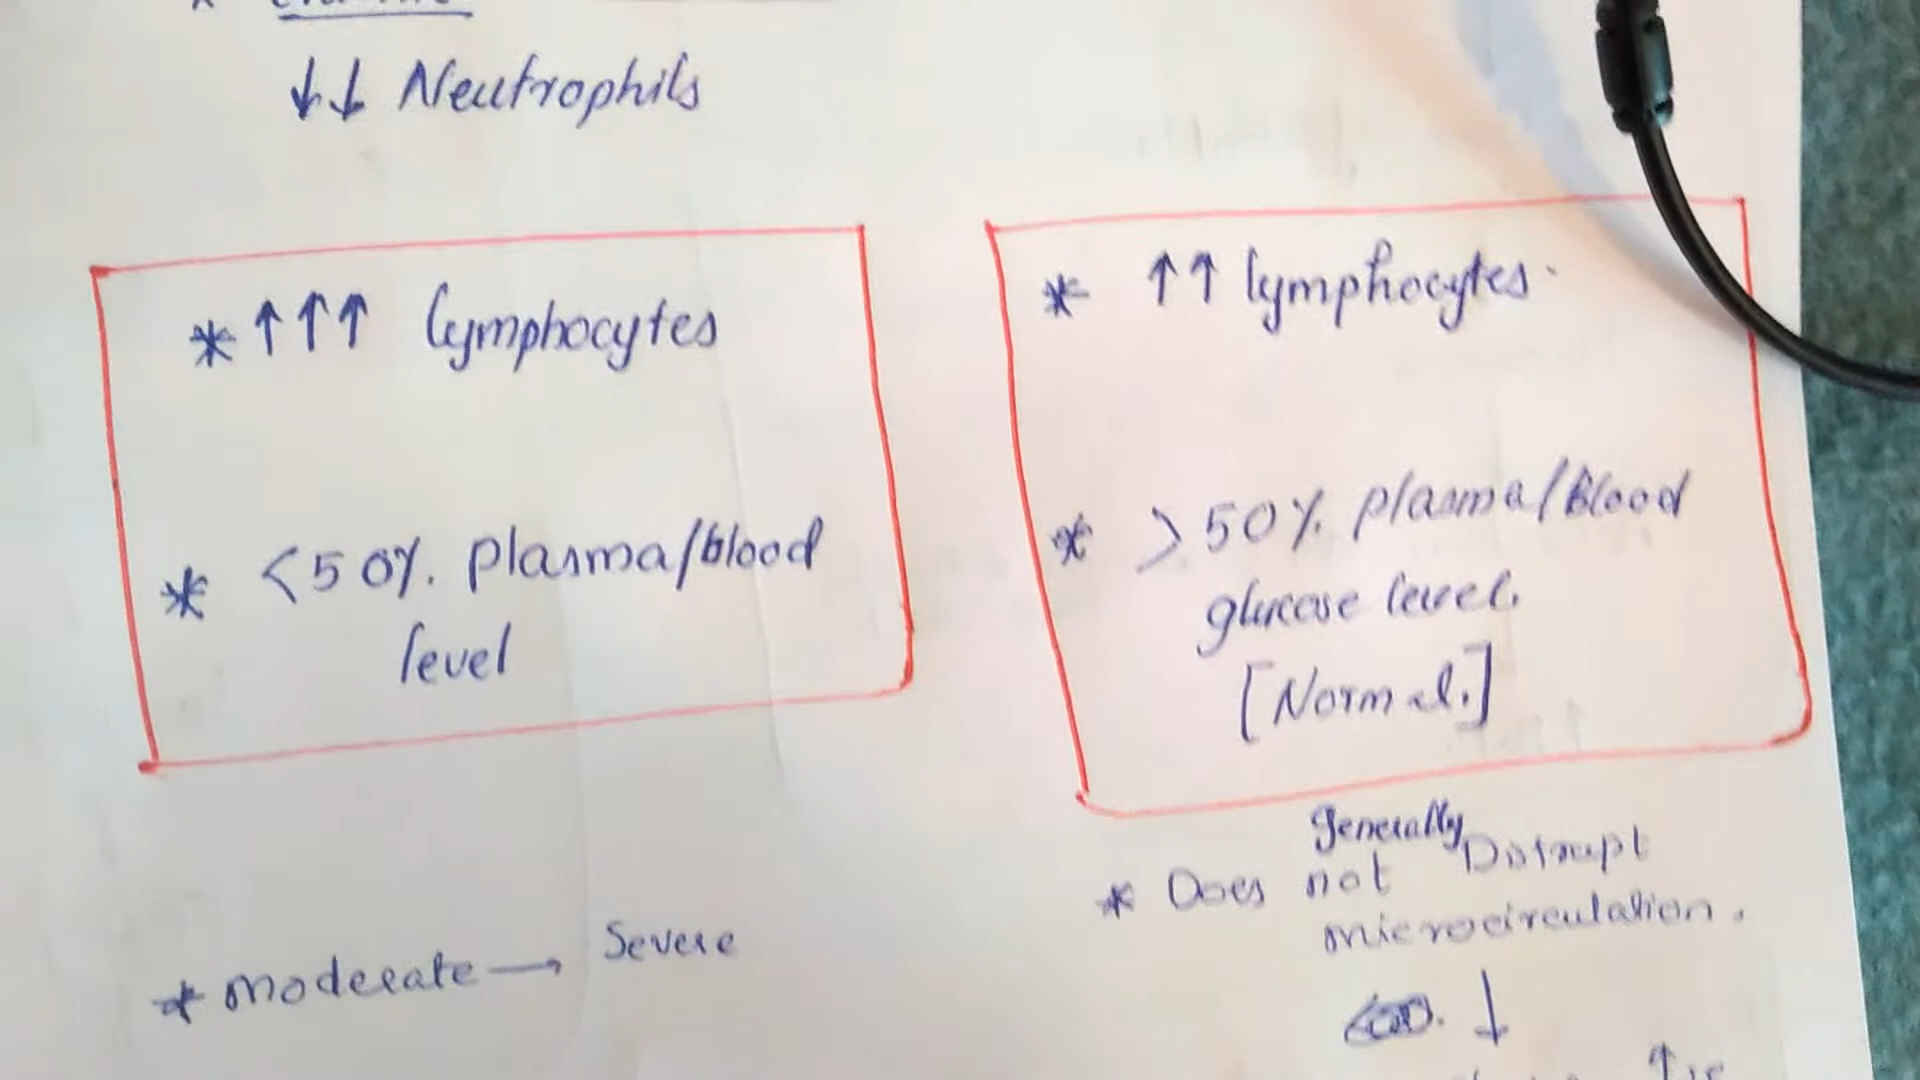 ↓↓ Neutrophils
* ↑↑↑ lymphocytes
* <50%. plasma/blood
level
* moderate → Severe
* ↑↑ lymphocytes.
* >50%. plasma/blood
glucose level.
[Normal.]
generally
* Does not Distrupt
microcirculation.
↓